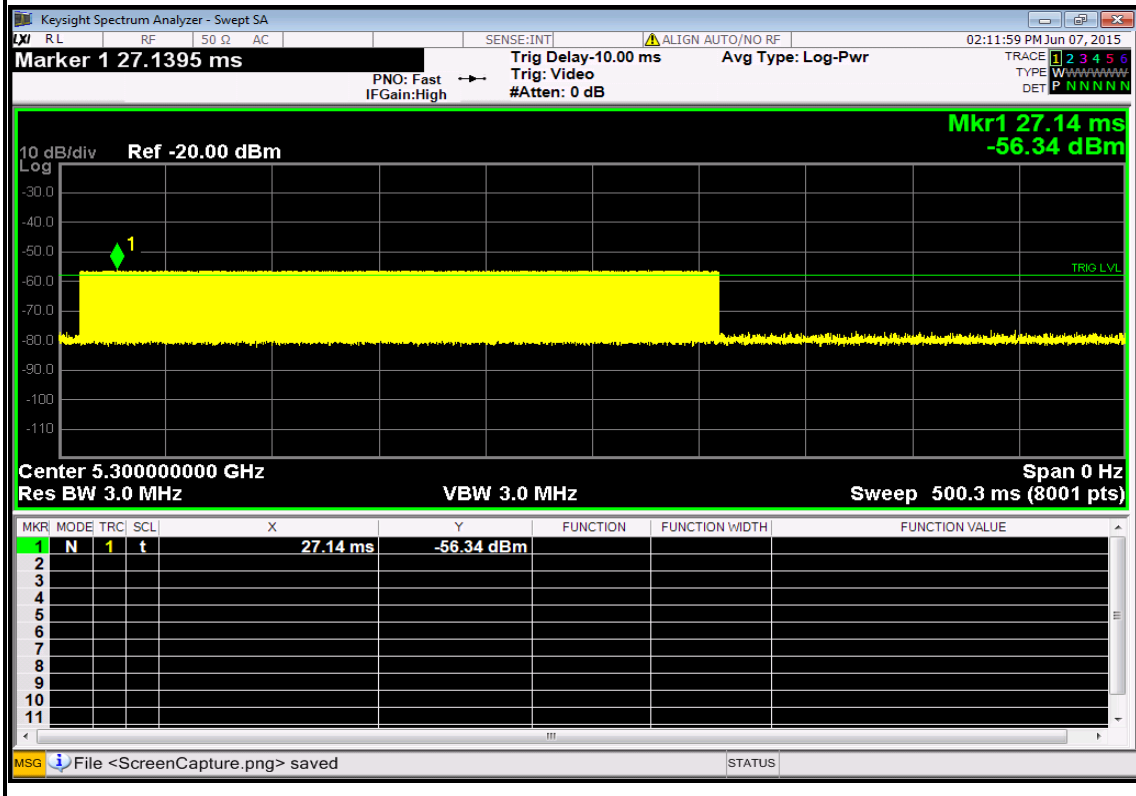 Keysight Spectrum Analyzer - Swept SA
LXI RL RF 50 Ω AC SENSE:INT ALIGN AUTO/NO RF 02:11:59 PM Jun 07, 2015
Marker 1 27.1395 ms
PNO: Fast
IFGain:High
Trig Delay-10.00 ms
Trig: Video
#Atten: 0 dB
Avg Type: Log-Pwr
TRACE 1 2 3 4 5 6
TYPE WWWWWW
DET P N N N N N
Mkr1 27.14 ms
-56.34 dBm
10 dB/div Ref -20.00 dBm
Log
-30.0
-40.0
-50.0
1
TRIG LVL
-60.0
-70.0
-80.0
-90.0
-100
-110
Center 5.300000000 GHz Span 0 Hz
Res BW 3.0 MHz VBW 3.0 MHz Sweep 500.3 ms (8001 pts)
MKR MODE TRC SCL X Y FUNCTION FUNCTION WIDTH FUNCTION VALUE
1 N 1 t 27.14 ms -56.34 dBm
2
3
4
5
6
7
8
9
10
11
MSG File <ScreenCapture.png> saved STATUS